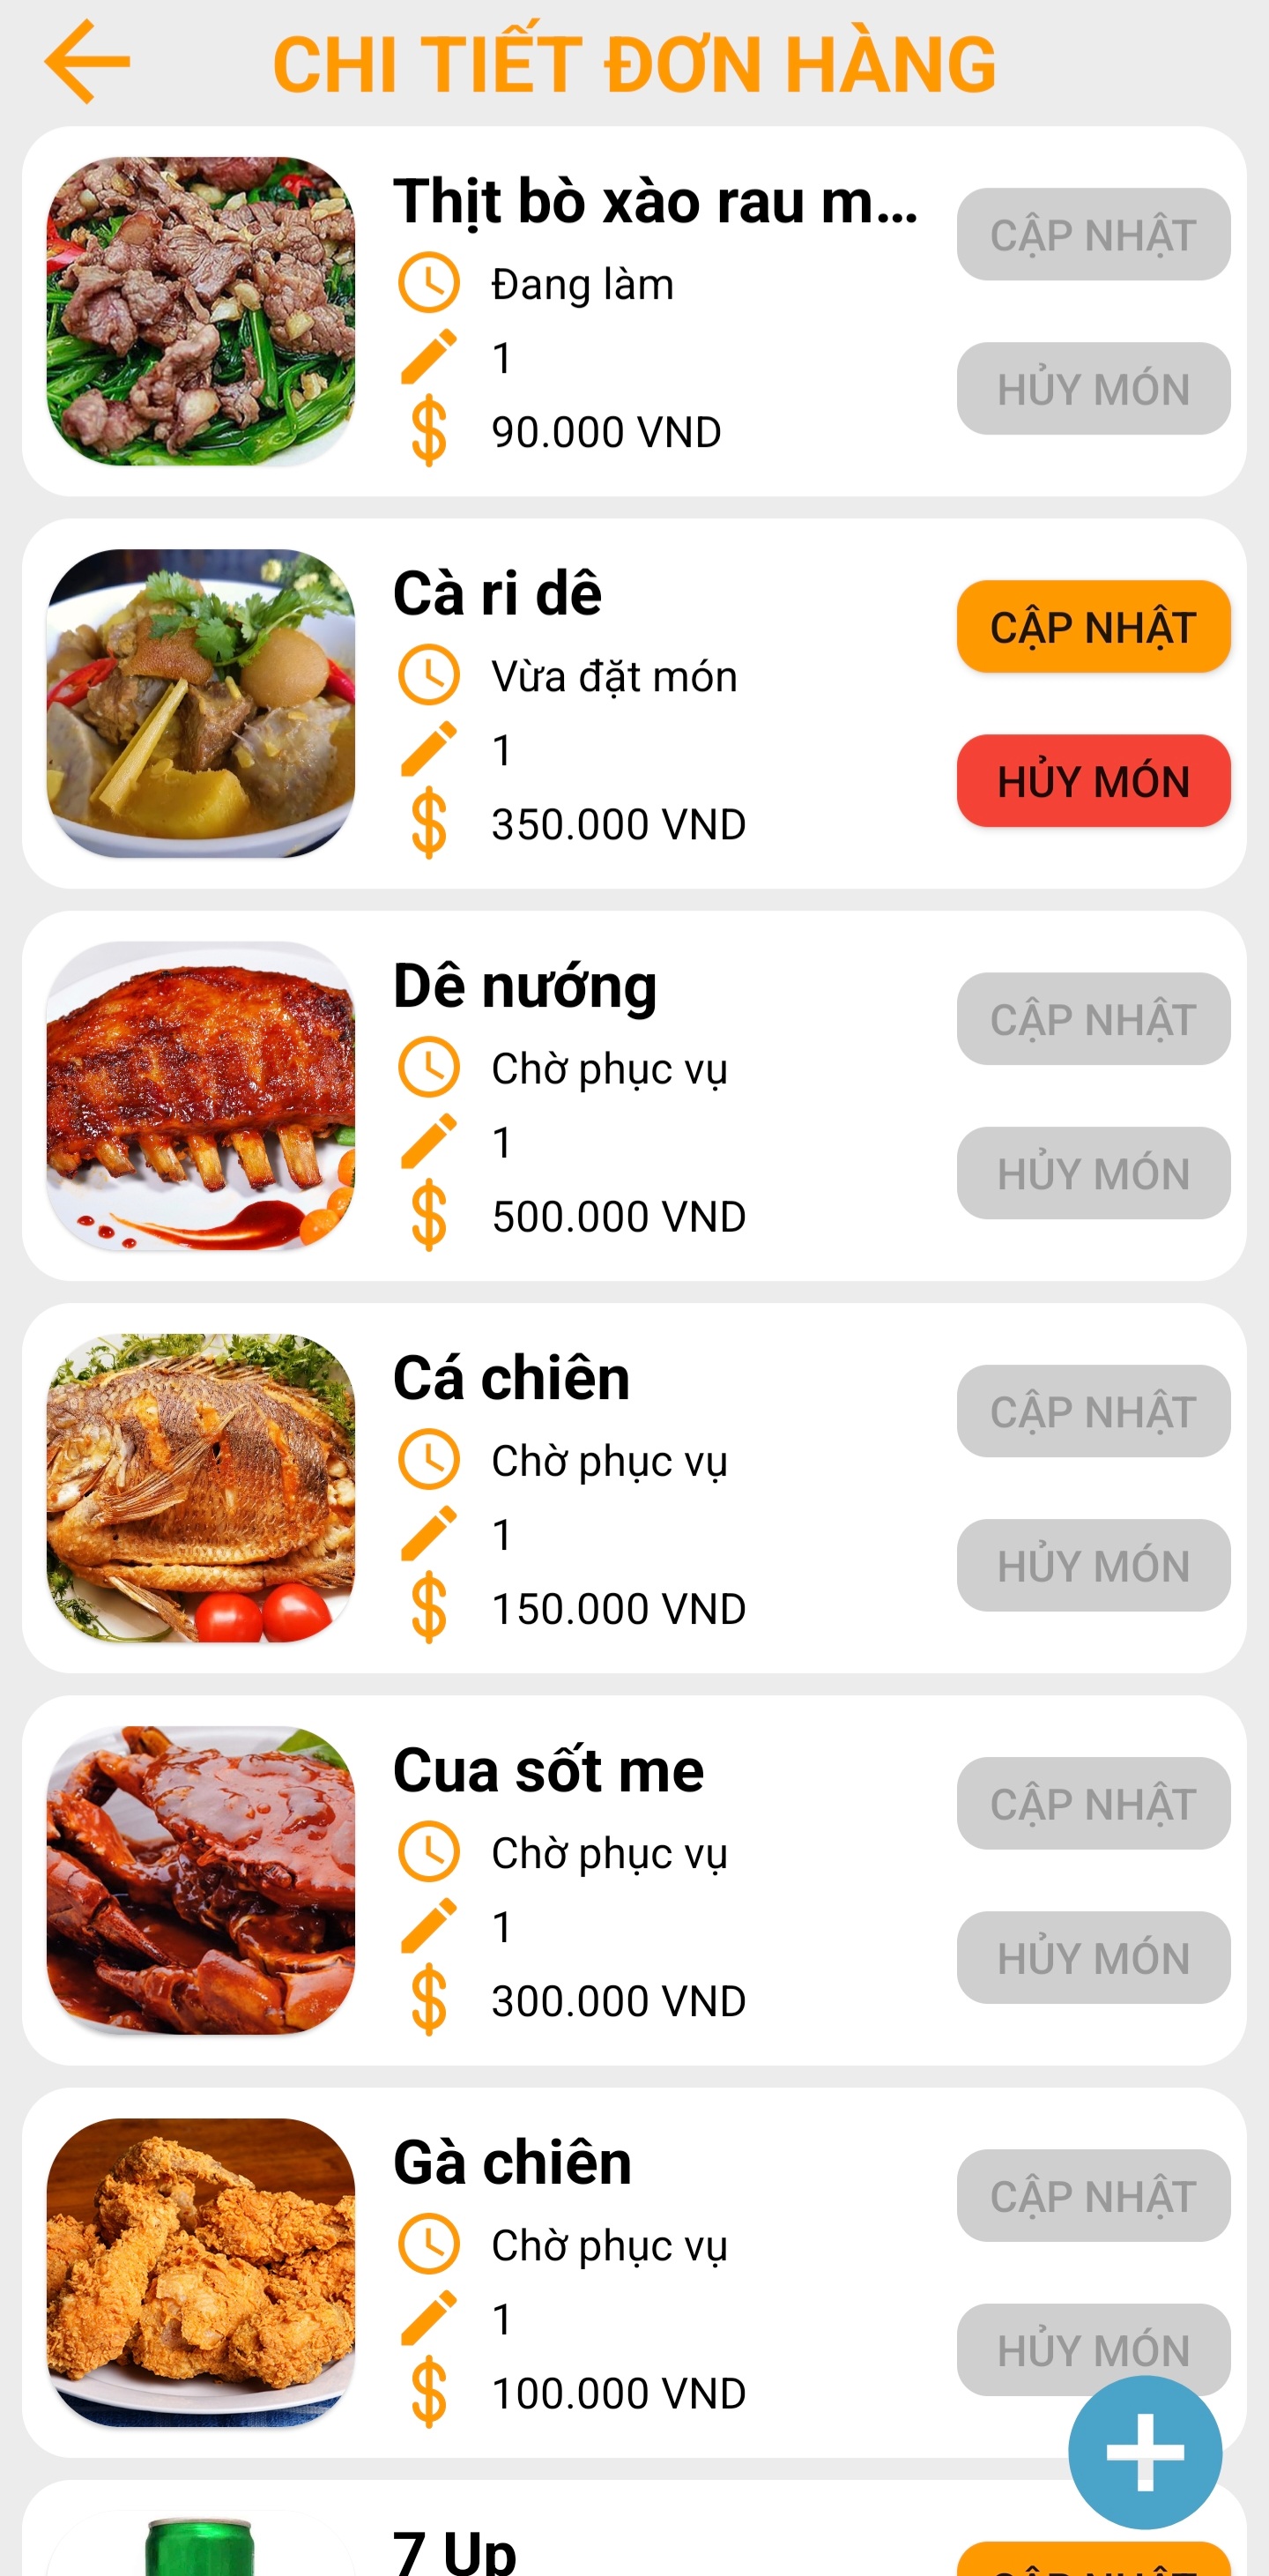 CHI TIẾT ĐƠN HÀNG
Thịt bò xào rau m...
Đang làm
1
90.000 VND
CẬP NHẬT
HỦY MÓN
Cà ri dê
Vừa đặt món
1
350.000 VND
CẬP NHẬT
HỦY MÓN
Dê nướng
Chờ phục vụ
1
500.000 VND
CẬP NHẬT
HỦY MÓN
Cá chiên
Chờ phục vụ
1
150.000 VND
CẬP NHẬT
HỦY MÓN
Cua sốt me
Chờ phục vụ
1
300.000 VND
CẬP NHẬT
HỦY MÓN
Gà chiên
Chờ phục vụ
1
100.000 VND
CẬP NHẬT
HỦY MÓN
7 Up